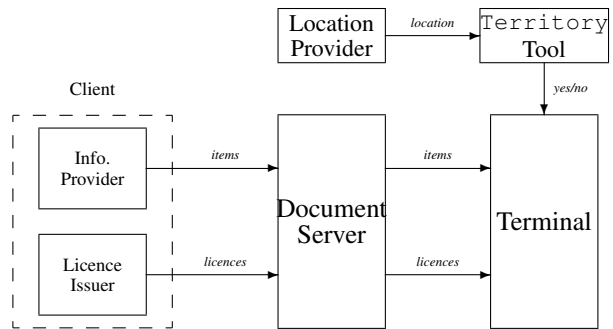 Location
Provider
location
Territory
Tool
yes/no
Client
Info.
Provider
items
Document
Server
items
Terminal
Licence
Issuer
licences
licences